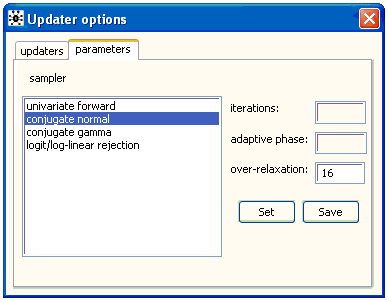 Updater options
updaters
parameters
sampler
univariate forward
conjugate normal
conjugate gamma
logit/log-linear rejection
iterations:
adaptive phase:
over-relaxation:
16
Set
Save